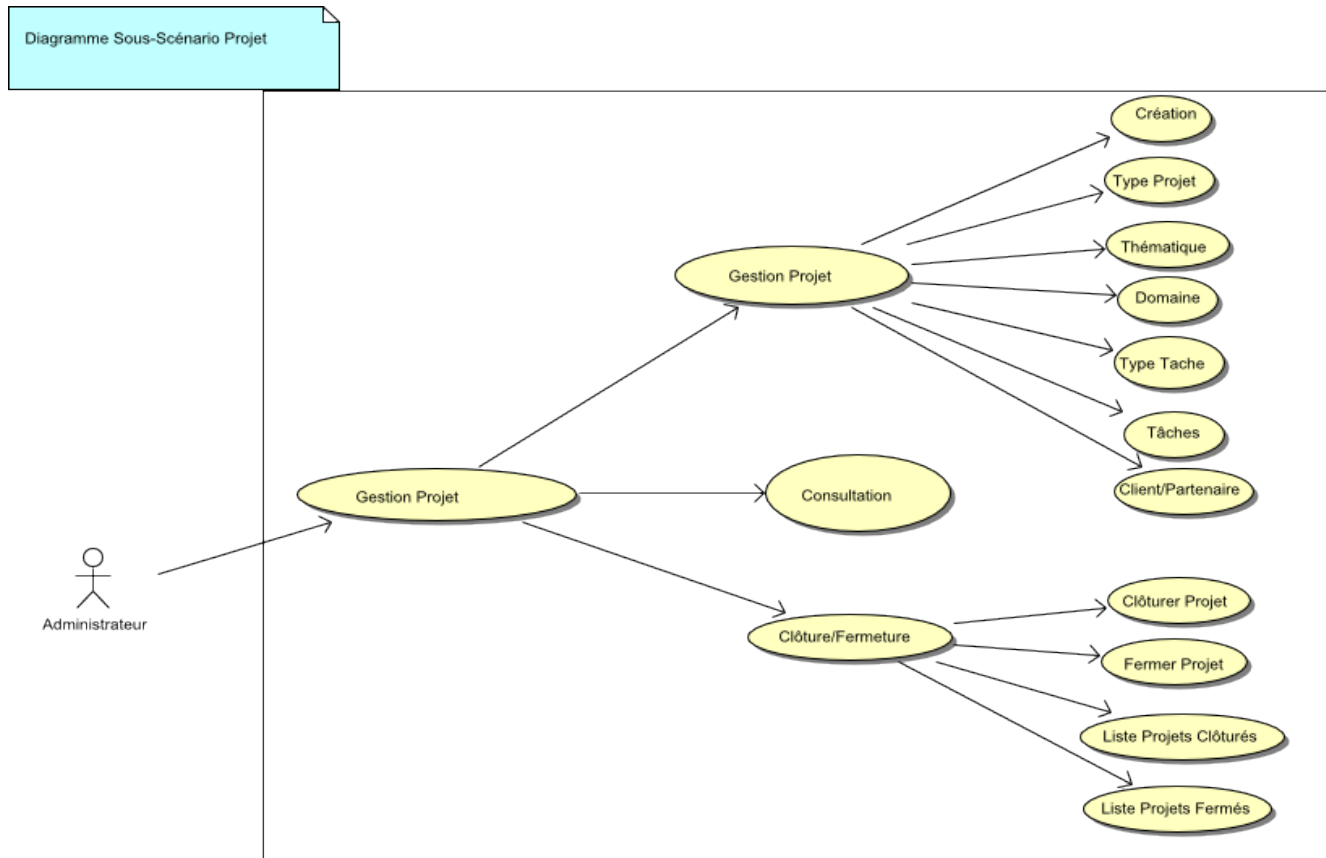 Diagramme Sous-Scénario Projet
Création
Type Projet
Thématique
Gestion Projet
Domaine
Type Tache
Tâches
Client/Partenaire
Gestion Projet
Consultation
Administrateur
Clôture/Fermeture
Clôturer Projet
Fermer Projet
Liste Projets Clôturés
Liste Projets Fermés